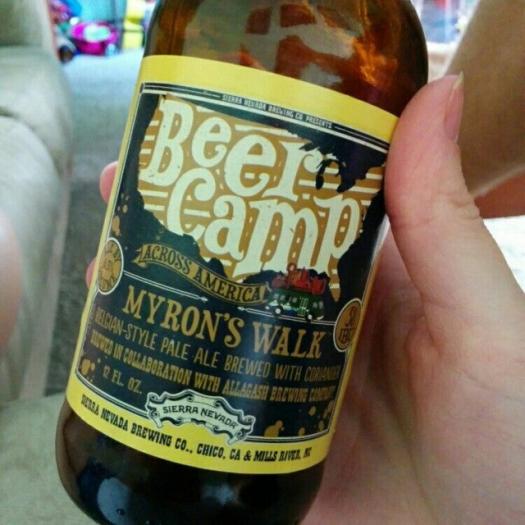 SIERRA NEVADA BREWING CO PRESENTS
Beer
Camp
ACROSS AMERICA
MYRON'S WALK
BELGIAN-STYLE PALE ALE BREWED WITH CORIANDER
BREWED IN COLLABORATION WITH ALLAGASH BREWING COMPANY
12 FL. OZ.
SIERRA NEVADA
SIERRA NEVADA BREWING CO., CHICO, CA & MILLS RIVER, NC